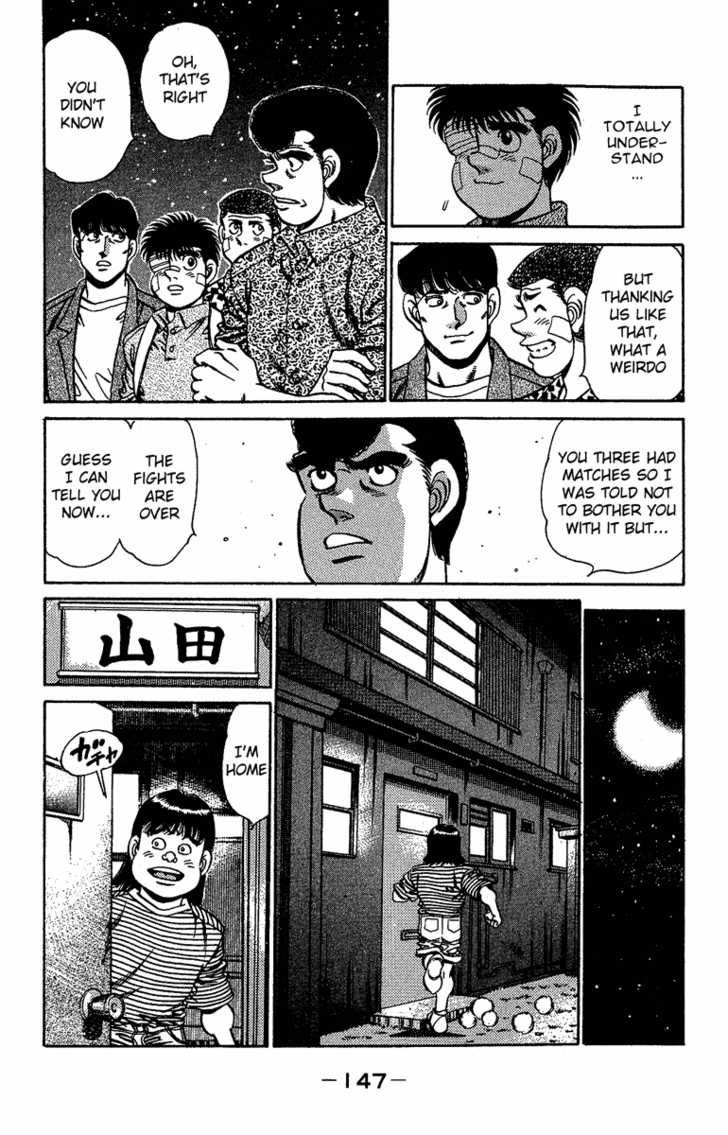 I
TOTALLY
UNDER-
STAND
...
OH,
THAT'S
RIGHT
YOU
DIDN'T
KNOW
BUT
THANKING
US LIKE
THAT,
WHAT A
WEIRDO
YOU THREE HAD
MATCHES SO I
WAS TOLD NOT
TO BOTHER YOU
WITH IT BUT...
THE
FIGHTS
ARE
OVER
GUESS
I CAN
TELL YOU
NOW...
山田
I'M
HOME
ガチャ
-147-